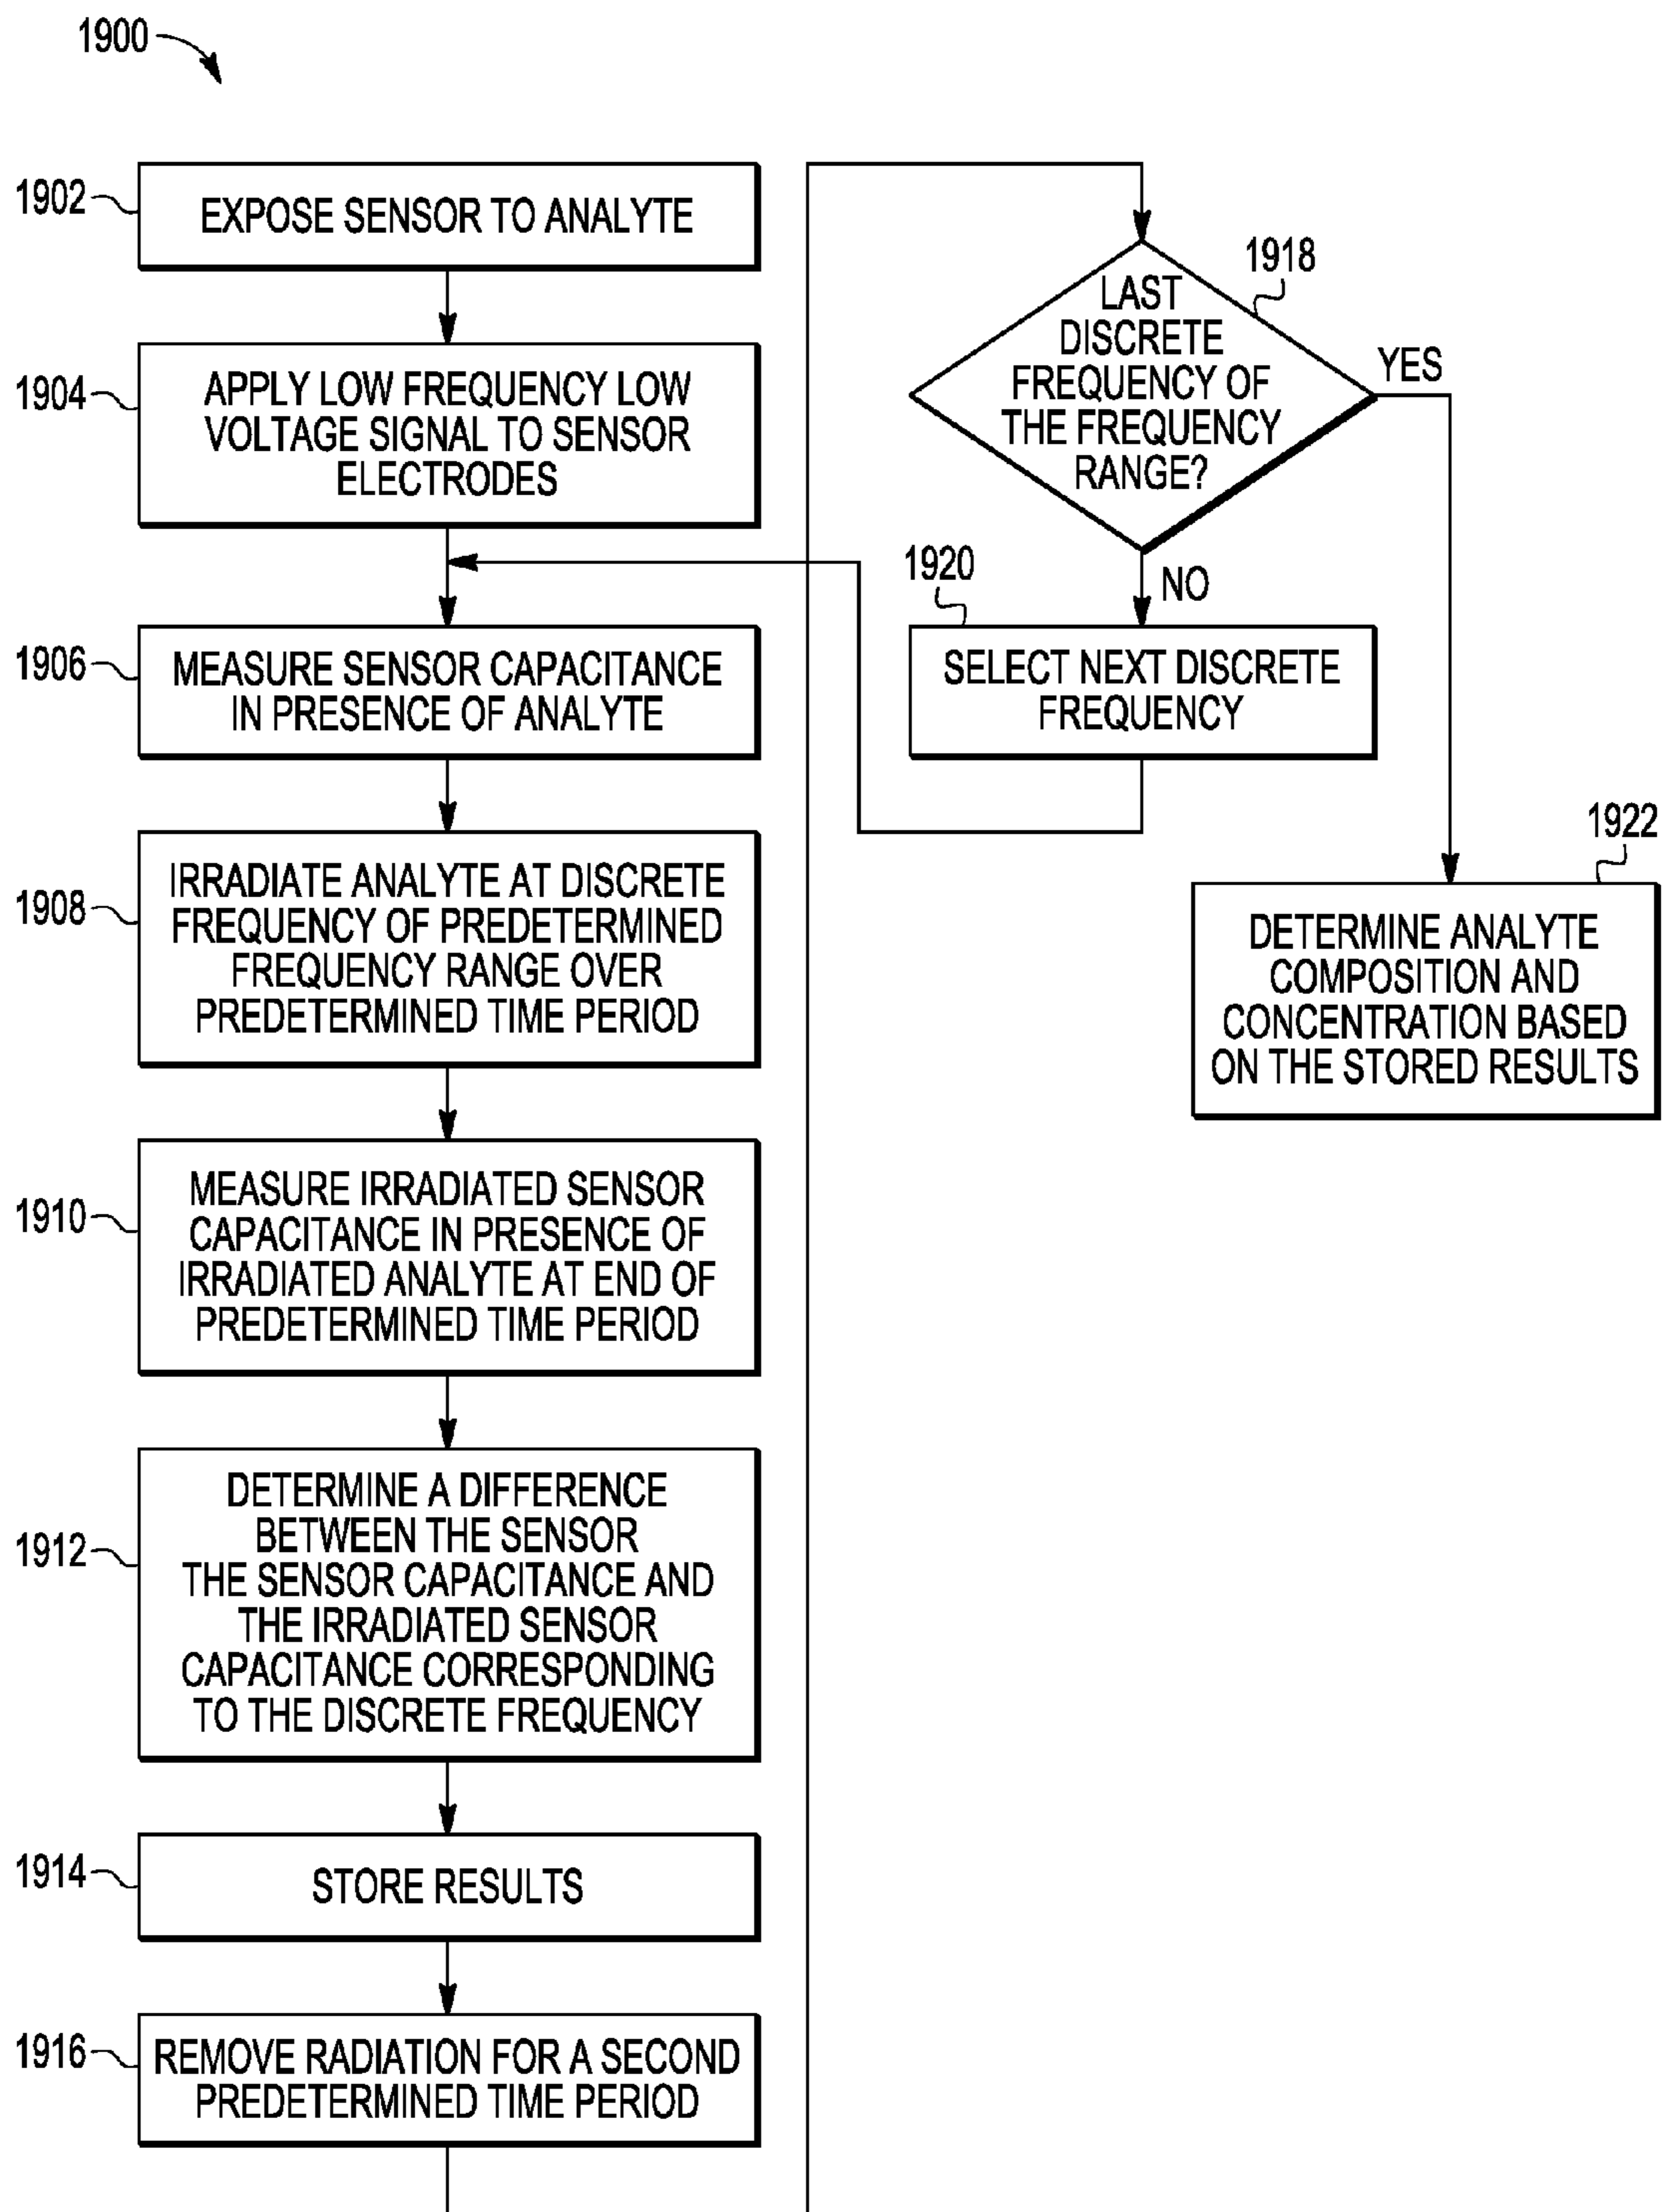 1900
1902
EXPOSE SENSOR TO ANALYTE
1904
APPLY LOW FREQUENCY LOW
VOLTAGE SIGNAL TO SENSOR
ELECTRODES
1906
MEASURE SENSOR CAPACITANCE
IN PRESENCE OF ANALYTE
1908
IRRADIATE ANALYTE AT DISCRETE
FREQUENCY OF PREDETERMINED
FREQUENCY RANGE OVER
PREDETERMINED TIME PERIOD
1910
MEASURE IRRADIATED SENSOR
CAPACITANCE IN PRESENCE OF
IRRADIATED ANALYTE AT END OF
PREDETERMINED TIME PERIOD
1912
DETERMINE A DIFFERENCE
BETWEEN THE SENSOR
THE SENSOR CAPACITANCE AND
THE IRRADIATED SENSOR
CAPACITANCE CORRESPONDING
TO THE DISCRETE FREQUENCY
1914
STORE RESULTS
1916
REMOVE RADIATION FOR A SECOND
PREDETERMINED TIME PERIOD
1918
LAST
DISCRETE
FREQUENCY OF
THE FREQUENCY
RANGE?
YES
NO
1920
SELECT NEXT DISCRETE
FREQUENCY
1922
DETERMINE ANALYTE
COMPOSITION AND
CONCENTRATION BASED
ON THE STORED RESULTS